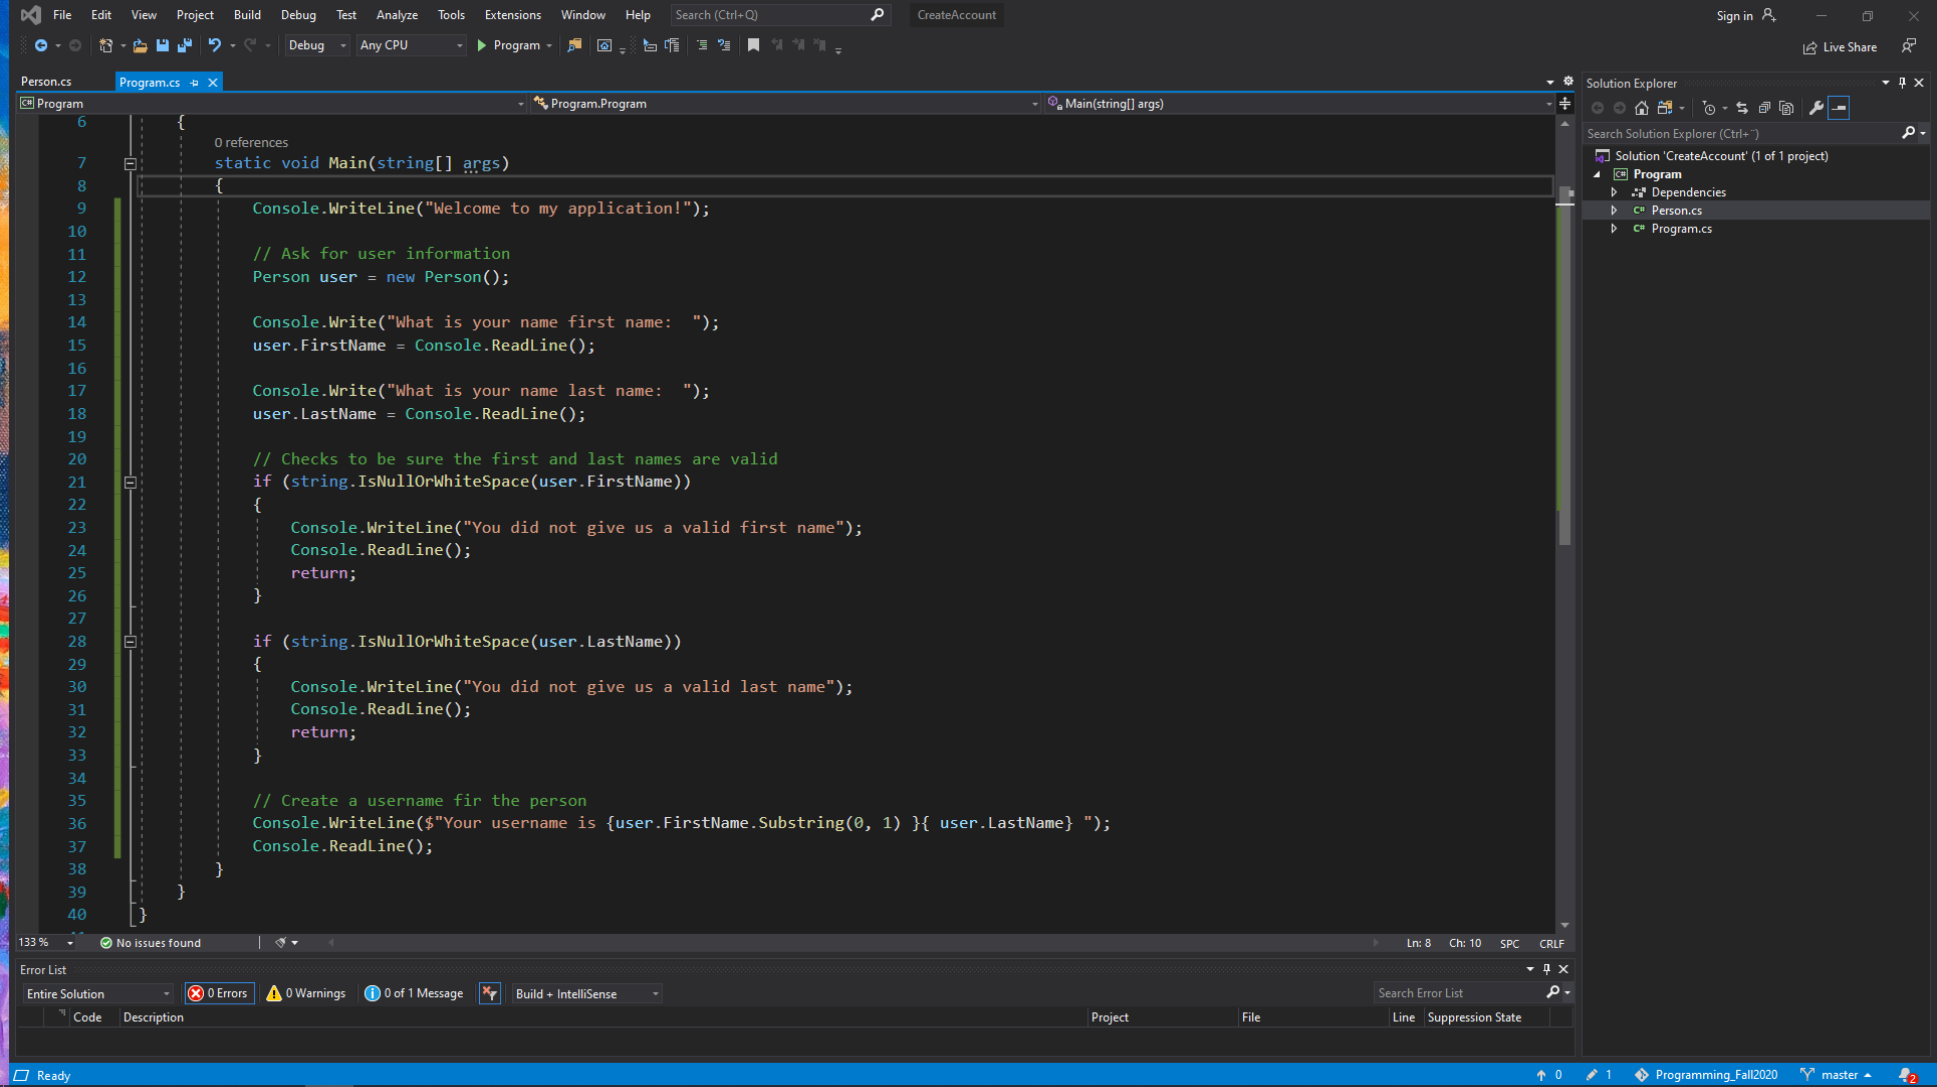 File Edit View Project Build Debug Test Analyze Tools Extensions Window Help Search (Ctrl+Q) CreateAccount Sign in
Debug Any CPU Program Live Share
Person.cs Program.cs
Program Program.Program Main(string[] args)
6 {
0 references
7 static void Main(string[] args)
8 {
9 Console.WriteLine("Welcome to my application!");
10
11 // Ask for user information
12 Person user = new Person();
13
14 Console.Write("What is your name first name:  ");
15 user.FirstName = Console.ReadLine();
16
17 Console.Write("What is your name last name:  ");
18 user.LastName = Console.ReadLine();
19
20 // Checks to be sure the first and last names are valid
21 if (string.IsNullOrWhiteSpace(user.FirstName))
22 {
23 Console.WriteLine("You did not give us a valid first name");
24 Console.ReadLine();
25 return;
26 }
27
28 if (string.IsNullOrWhiteSpace(user.LastName))
29 {
30 Console.WriteLine("You did not give us a valid last name");
31 Console.ReadLine();
32 return;
33 }
34
35 // Create a username fir the person
36 Console.WriteLine($"Your username is {user.FirstName.Substring(0, 1) }{ user.LastName} ");
37 Console.ReadLine();
38 }
39 }
40 }
133 % No issues found Ln: 8 Ch: 10 SPC CRLF
Solution Explorer
Search Solution Explorer (Ctrl+¨)
Solution 'CreateAccount' (1 of 1 project)
C# Program
Dependencies
C# Person.cs
C# Program.cs
Error List
Entire Solution 0 Errors 0 Warnings 0 of 1 Message Build + IntelliSense Search Error List
Code Description Project File Line Suppression State
Ready 0 1 Programming_Fall2020 master 2